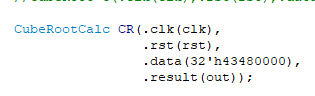 CubeRootCalc CR(.clk(clk),
.rst(rst),
.data(32'h43480000),
.result(out));